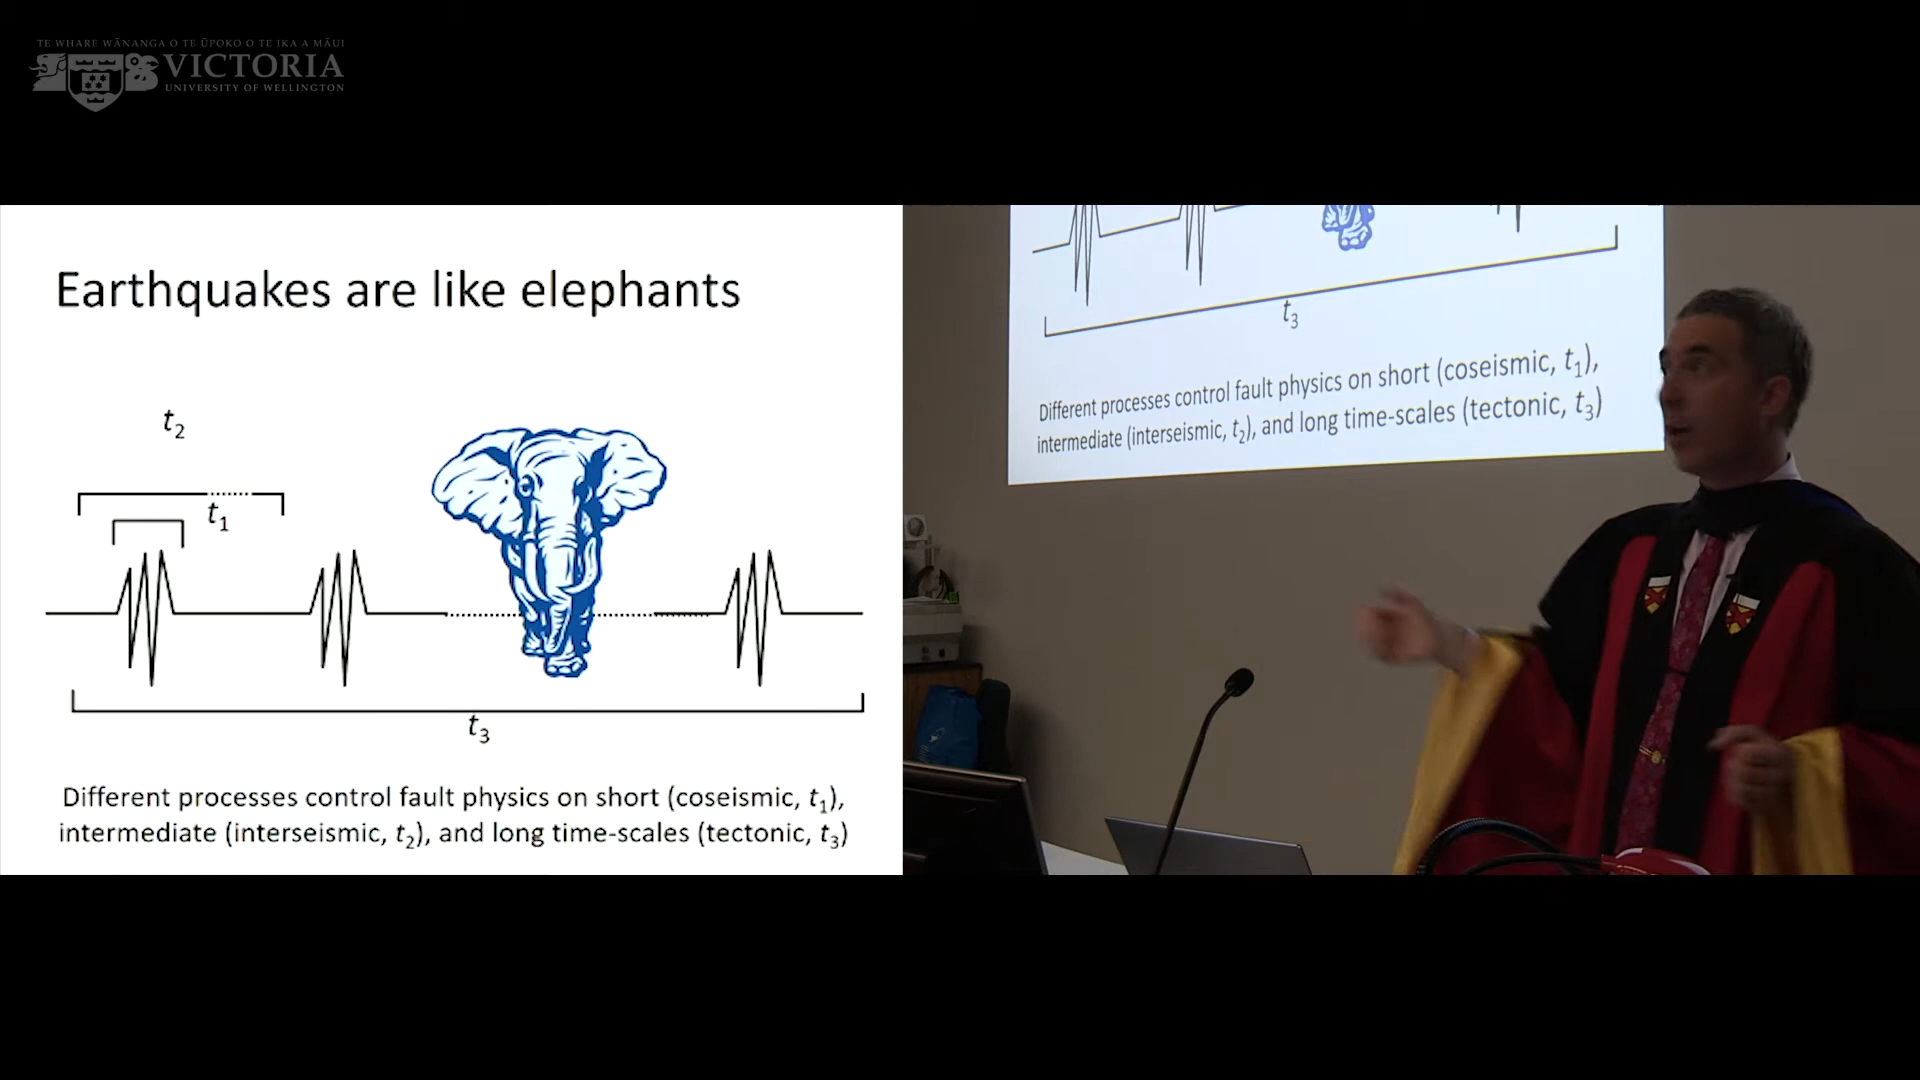 TE WHARE WĀNANGA O TE ŪPOKO O TE IKA A MĀUI
VICTORIA
UNIVERSITY OF WELLINGTON
Earthquakes are like elephants
t2
t1
t3
Different processes control fault physics on short (coseismic, t1),
intermediate (interseismic, t2), and long time-scales (tectonic, t3)
t3
Different processes control fault physics on short (coseismic, t1),
intermediate (interseismic, t2), and long time-scales (tectonic, t3)